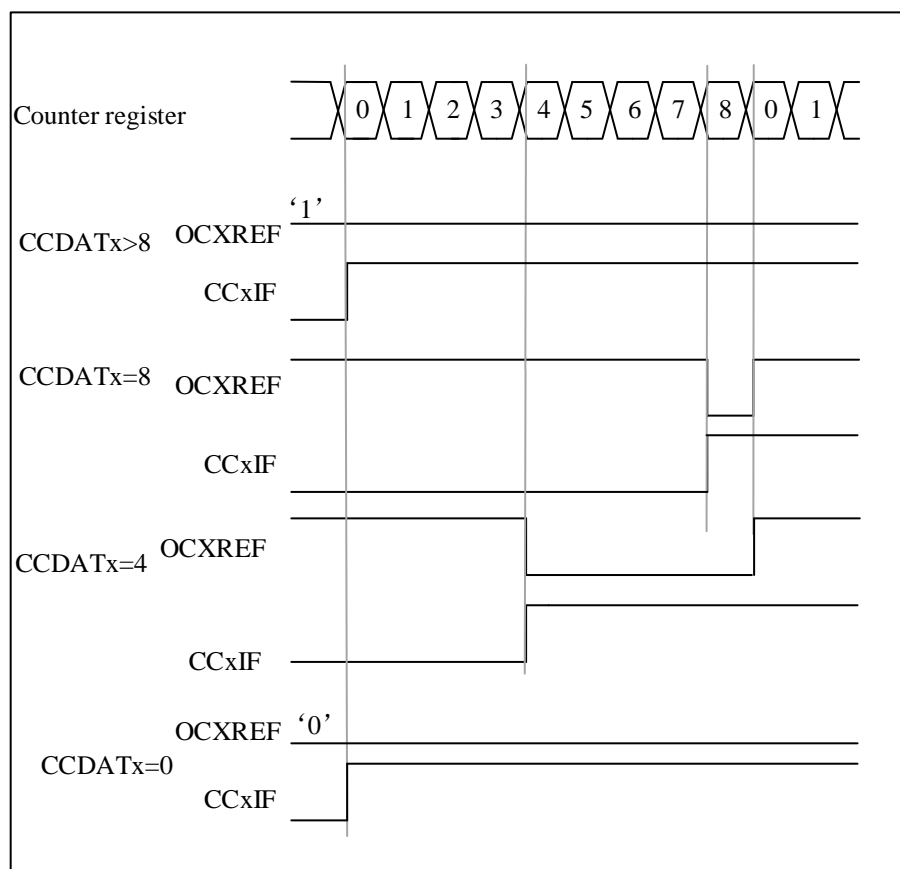 Counter register 0 1 2 3 4 5 6 7 8 0 1
‘1’
CCDATx>8 OCXREF
CCxIF
CCDATx=8 OCXREF
CCxIF
CCDATx=4 OCXREF
CCxIF
OCXREF ‘0’
CCDATx=0
CCxIF